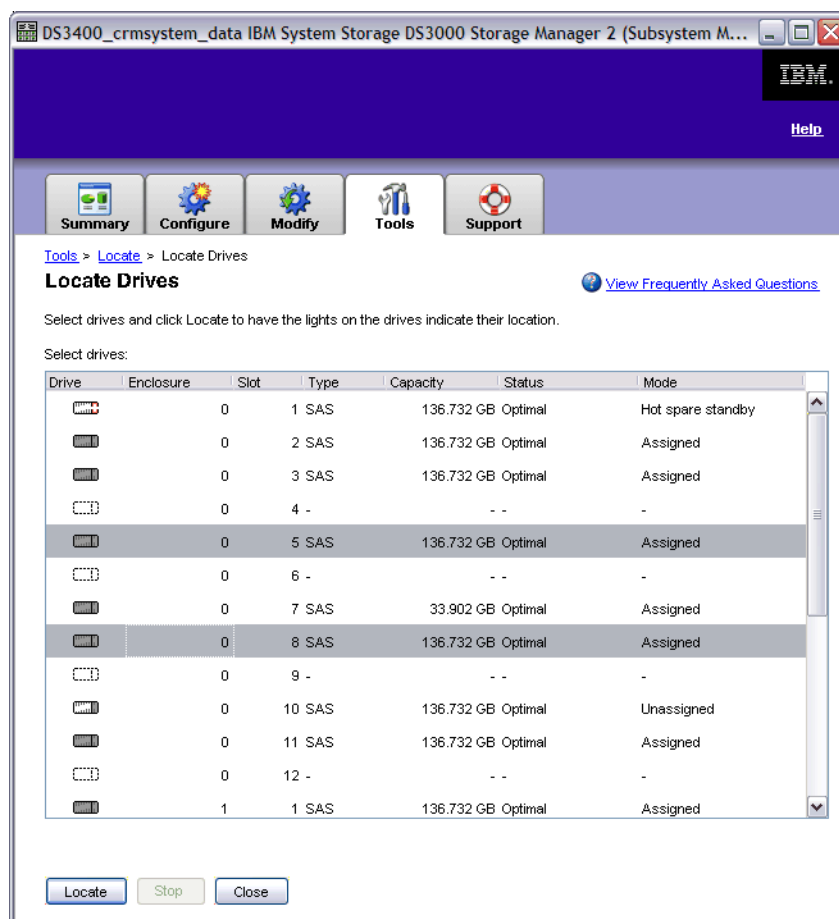 DS3400_crmsystem_data IBM System Storage DS3000 Storage Manager 2 (Subsystem M...
IBM.
Help
Summary Configure Modify Tools Support
Tools > Locate > Locate Drives
Locate Drives
View Frequently Asked Questions
Select drives and click Locate to have the lights on the drives indicate their location.
Select drives:
Drive Enclosure Slot Type Capacity Status Mode
0 1 SAS 136.732 GB Optimal Hot spare standby
0 2 SAS 136.732 GB Optimal Assigned
0 3 SAS 136.732 GB Optimal Assigned
0 4 - - - -
0 5 SAS 136.732 GB Optimal Assigned
0 6 - - - -
0 7 SAS 33.902 GB Optimal Assigned
0 8 SAS 136.732 GB Optimal Assigned
0 9 - - - -
0 10 SAS 136.732 GB Optimal Unassigned
0 11 SAS 136.732 GB Optimal Assigned
0 12 - - - -
1 1 SAS 136.732 GB Optimal Assigned
Locate Stop Close